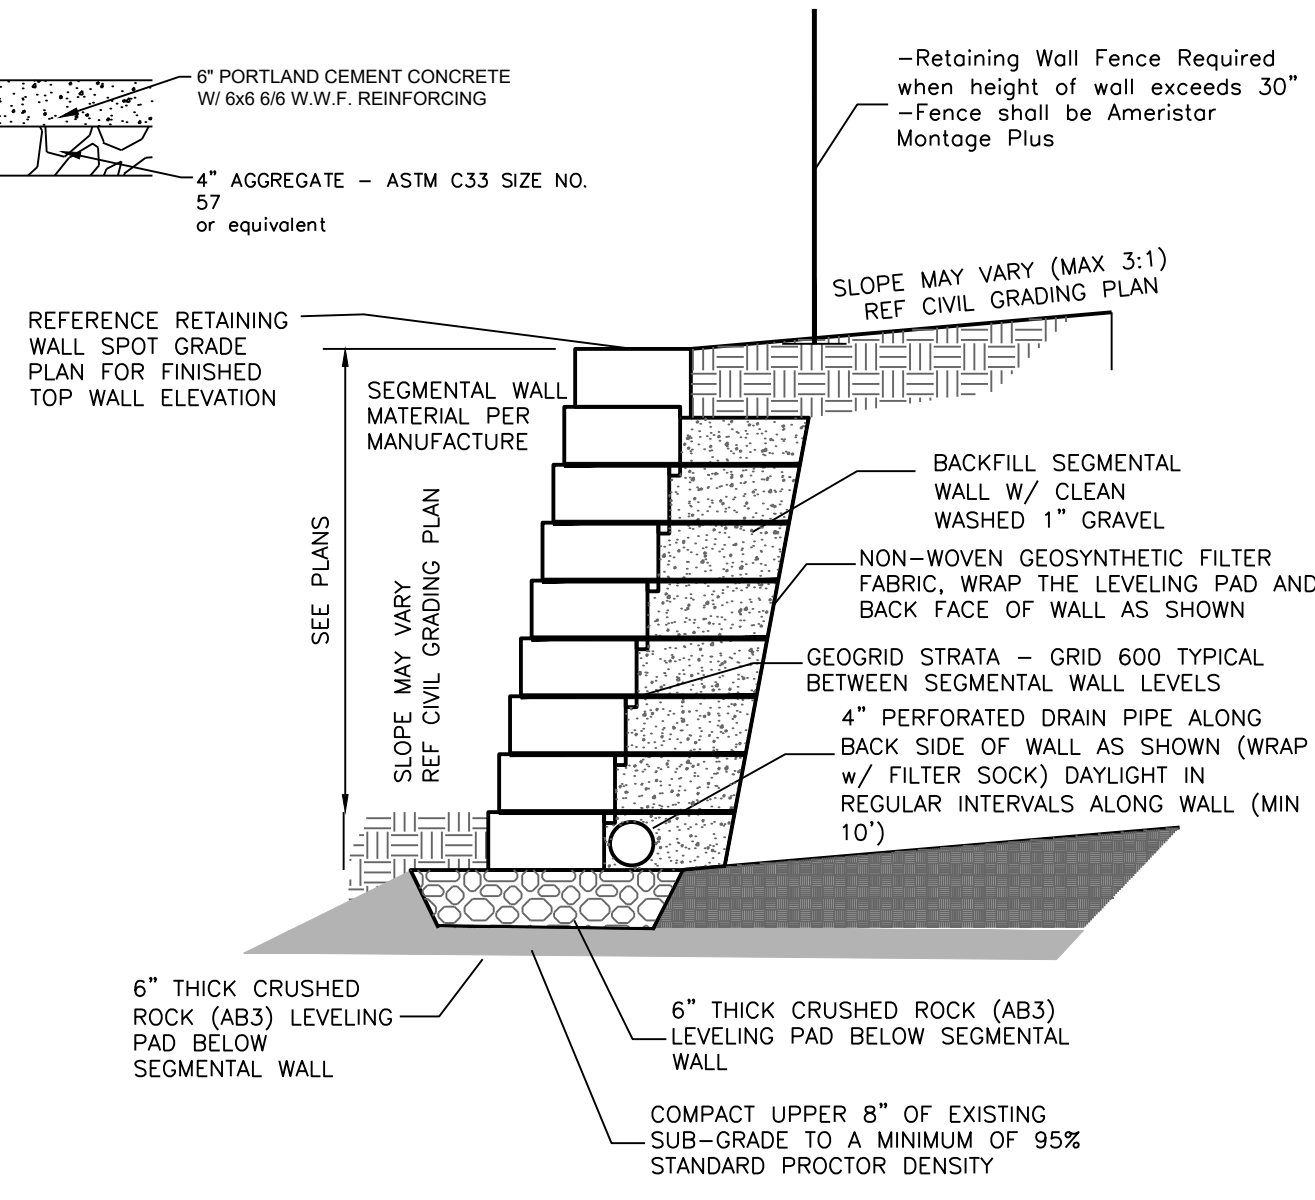 6" PORTLAND CEMENT CONCRETE
W/ 6x6 6/6 W.W.F. REINFORCING
4" AGGREGATE – ASTM C33 SIZE NO.
57
or equivalent
–Retaining Wall Fence Required
when height of wall exceeds 30"
–Fence shall be Ameristar
Montage Plus
SLOPE MAY VARY (MAX 3:1)
REF CIVIL GRADING PLAN
REFERENCE RETAINING
WALL SPOT GRADE
PLAN FOR FINISHED
TOP WALL ELEVATION
SEGMENTAL WALL
MATERIAL PER
MANUFACTURE
SEE PLANS
SLOPE MAY VARY
REF CIVIL GRADING PLAN
BACKFILL SEGMENTAL
WALL W/ CLEAN
WASHED 1" GRAVEL
NON–WOVEN GEOSYNTHETIC FILTER
FABRIC, WRAP THE LEVELING PAD AND
BACK FACE OF WALL AS SHOWN
GEOGRID STRATA – GRID 600 TYPICAL
BETWEEN SEGMENTAL WALL LEVELS
4" PERFORATED DRAIN PIPE ALONG
BACK SIDE OF WALL AS SHOWN (WRAP
w/ FILTER SOCK) DAYLIGHT IN
REGULAR INTERVALS ALONG WALL (MIN
10')
6" THICK CRUSHED
ROCK (AB3) LEVELING
PAD BELOW
SEGMENTAL WALL
6" THICK CRUSHED ROCK (AB3)
LEVELING PAD BELOW SEGMENTAL
WALL
COMPACT UPPER 8" OF EXISTING
SUB–GRADE TO A MINIMUM OF 95%
STANDARD PROCTOR DENSITY